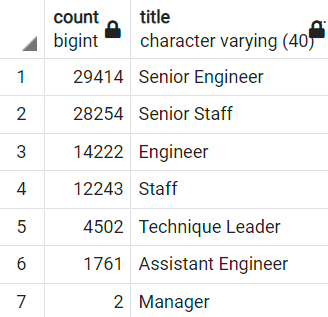 count title
bigint character varying (40)
1 29414 Senior Engineer
2 28254 Senior Staff
3 14222 Engineer
4 12243 Staff
5 4502 Technique Leader
6 1761 Assistant Engineer
7 2 Manager